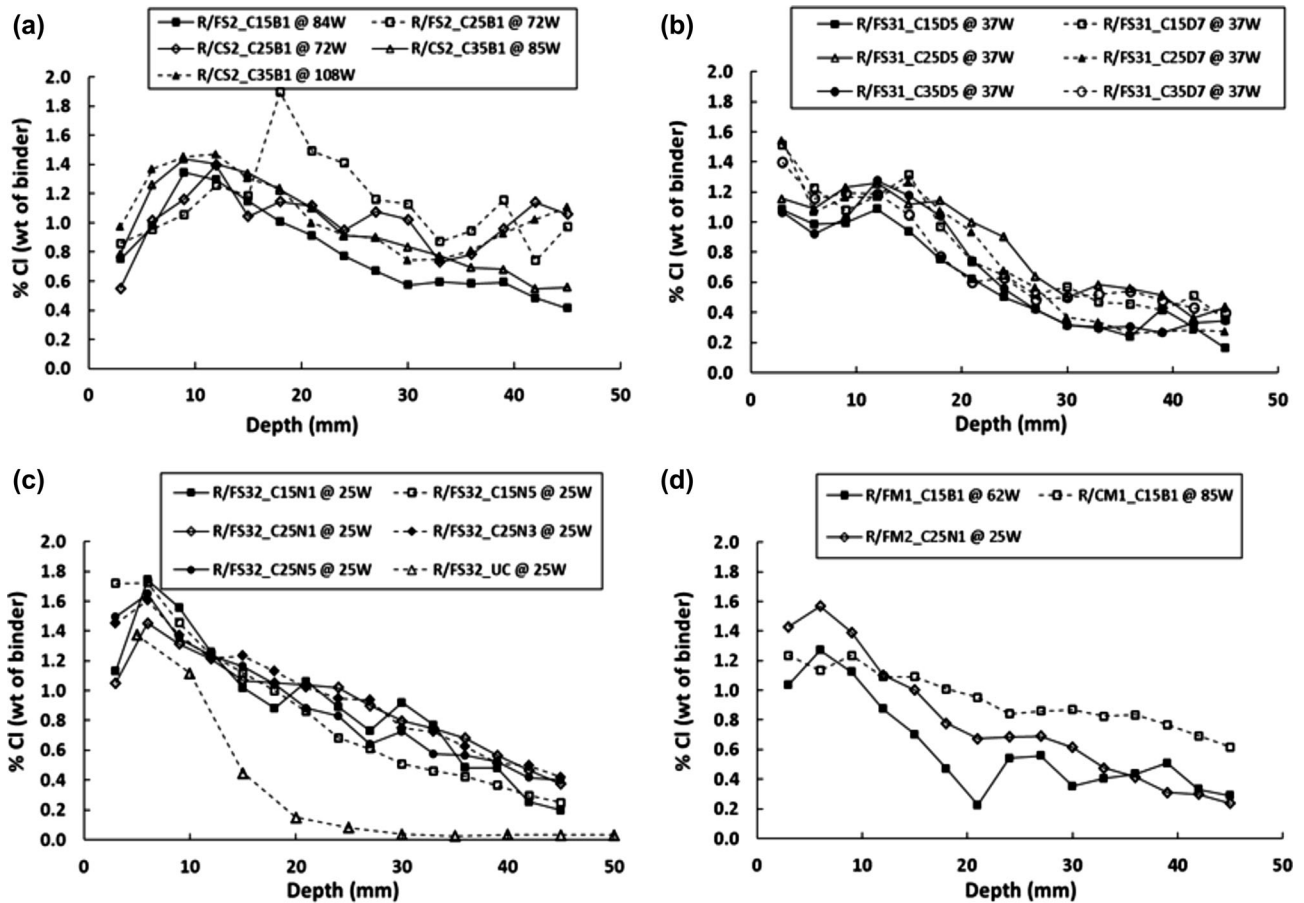 (a)
R/FS2_C15B1 @ 84W R/FS2_C25B1 @ 72W
R/CS2_C25B1 @ 72W R/CS2_C35B1 @ 85W
R/CS2_C35B1 @ 108W
2.0
1.8
1.6
1.4
1.2
1.0
0.8
0.6
0.4
0.2
0.0
% Cl (wt of binder)
0 10 20 30 40 50
Depth (mm)
(b)
R/FS31_C15D5 @ 37W R/FS31_C15D7 @ 37W
R/FS31_C25D5 @ 37W R/FS31_C25D7 @ 37W
R/FS31_C35D5 @ 37W R/FS31_C35D7 @ 37W
2.0
1.8
1.6
1.4
1.2
1.0
0.8
0.6
0.4
0.2
0.0
% Cl (wt of binder)
0 10 20 30 40 50
Depth (mm)
(c)
R/FS32_C15N1 @ 25W R/FS32_C15N5 @ 25W
R/FS32_C25N1 @ 25W R/FS32_C25N3 @ 25W
R/FS32_C25N5 @ 25W R/FS32_UC @ 25W
2.0
1.8
1.6
1.4
1.2
1.0
0.8
0.6
0.4
0.2
0.0
% Cl (wt of binder)
0 10 20 30 40 50
Depth (mm)
(d)
R/FM1_C15B1 @ 62W R/CM1_C15B1 @ 85W
R/FM2_C25N1 @ 25W
2.0
1.8
1.6
1.4
1.2
1.0
0.8
0.6
0.4
0.2
0.0
% Cl (wt of binder)
0 10 20 30 40 50
Depth (mm)